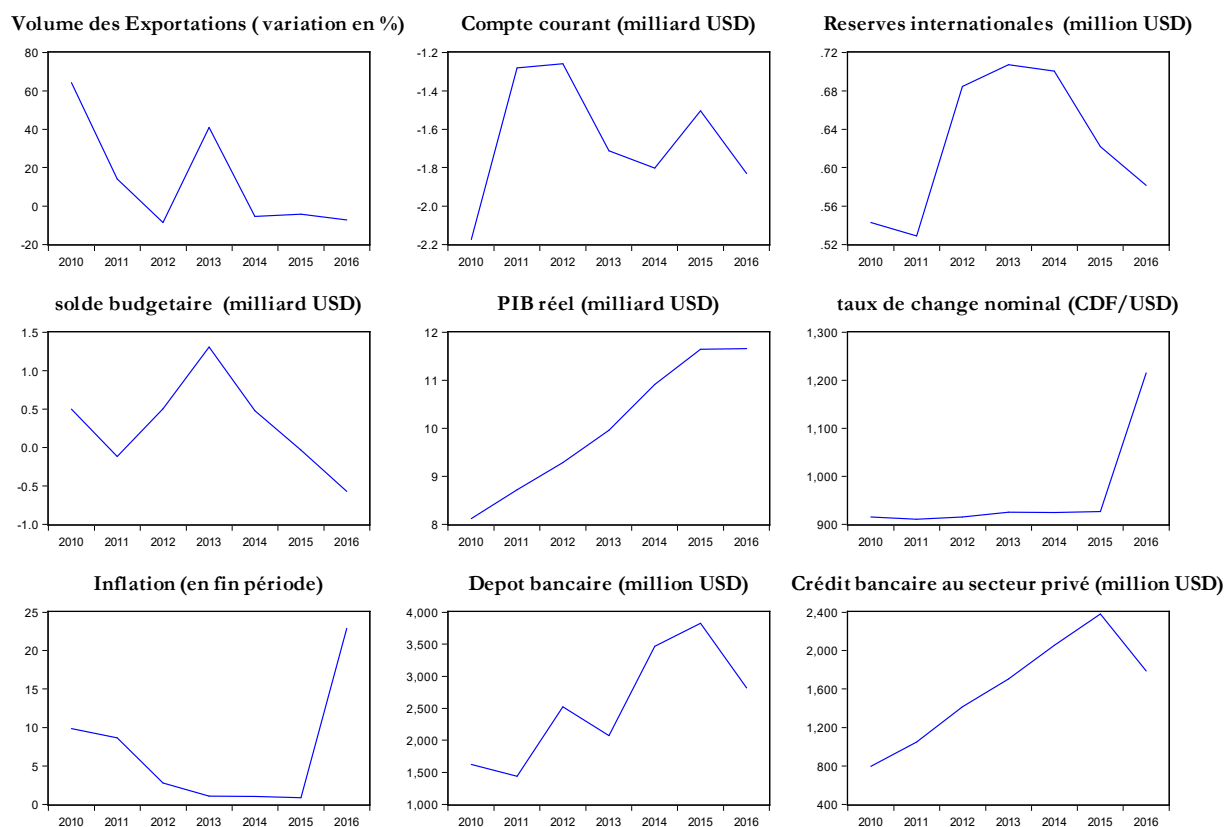 Volume des Exportations ( variation en %)
80
60
40
20
0
-20
2010 2011 2012 2013 2014 2015 2016
Compte courant (milliard USD)
-1.2
-1.4
-1.6
-1.8
-2.0
-2.2
2010 2011 2012 2013 2014 2015 2016
Reserves internationales (million USD)
.72
.68
.64
.60
.56
.52
2010 2011 2012 2013 2014 2015 2016
solde budgetaire (milliard USD)
1.5
1.0
0.5
0.0
-0.5
-1.0
2010 2011 2012 2013 2014 2015 2016
PIB réel (milliard USD)
12
11
10
9
8
2010 2011 2012 2013 2014 2015 2016
taux de change nominal (CDF/USD)
1,300
1,200
1,100
1,000
900
2010 2011 2012 2013 2014 2015 2016
Inflation (en fin période)
25
20
15
10
5
0
2010 2011 2012 2013 2014 2015 2016
Depot bancaire (million USD)
4,000
3,500
3,000
2,500
2,000
1,500
1,000
2010 2011 2012 2013 2014 2015 2016
Crédit bancaire au secteur privé (million USD)
2,400
2,000
1,600
1,200
800
400
2010 2011 2012 2013 2014 2015 2016